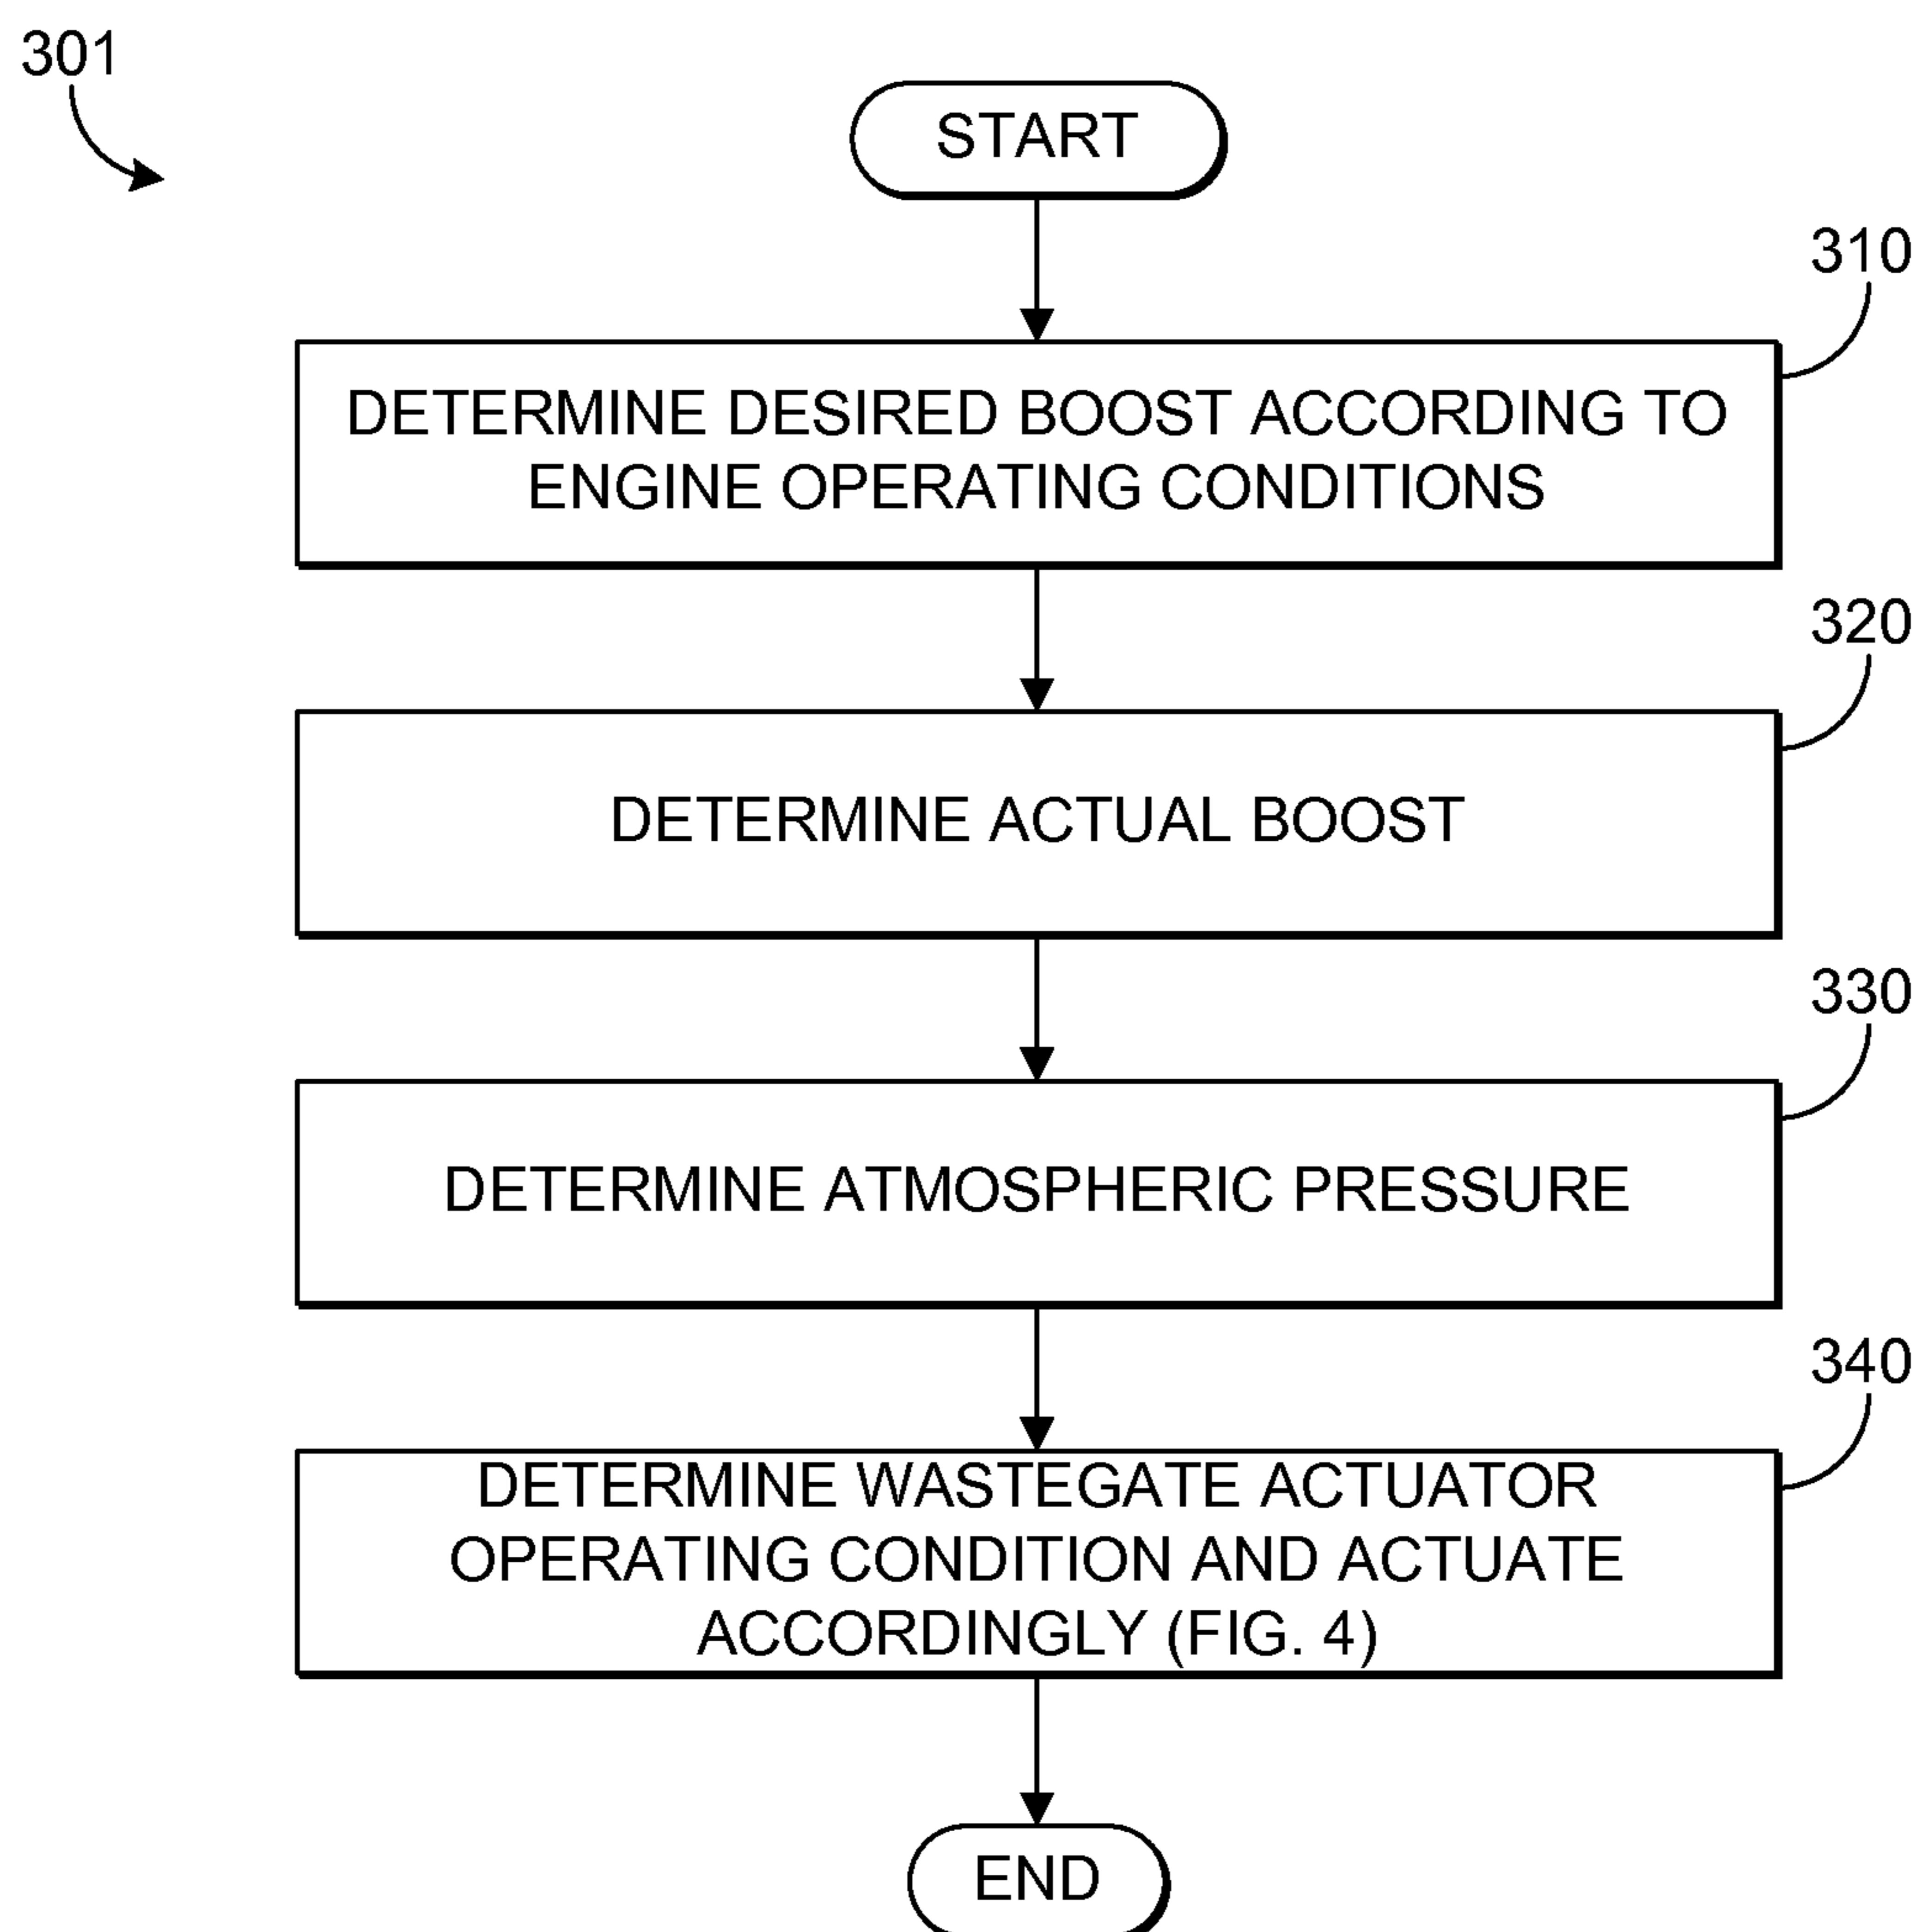 301
START
310
DETERMINE DESIRED BOOST ACCORDING TO
ENGINE OPERATING CONDITIONS
320
DETERMINE ACTUAL BOOST
330
DETERMINE ATMOSPHERIC PRESSURE
340
DETERMINE WASTEGATE ACTUATOR
OPERATING CONDITION AND ACTUATE
ACCORDINGLY (FIG. 4)
END